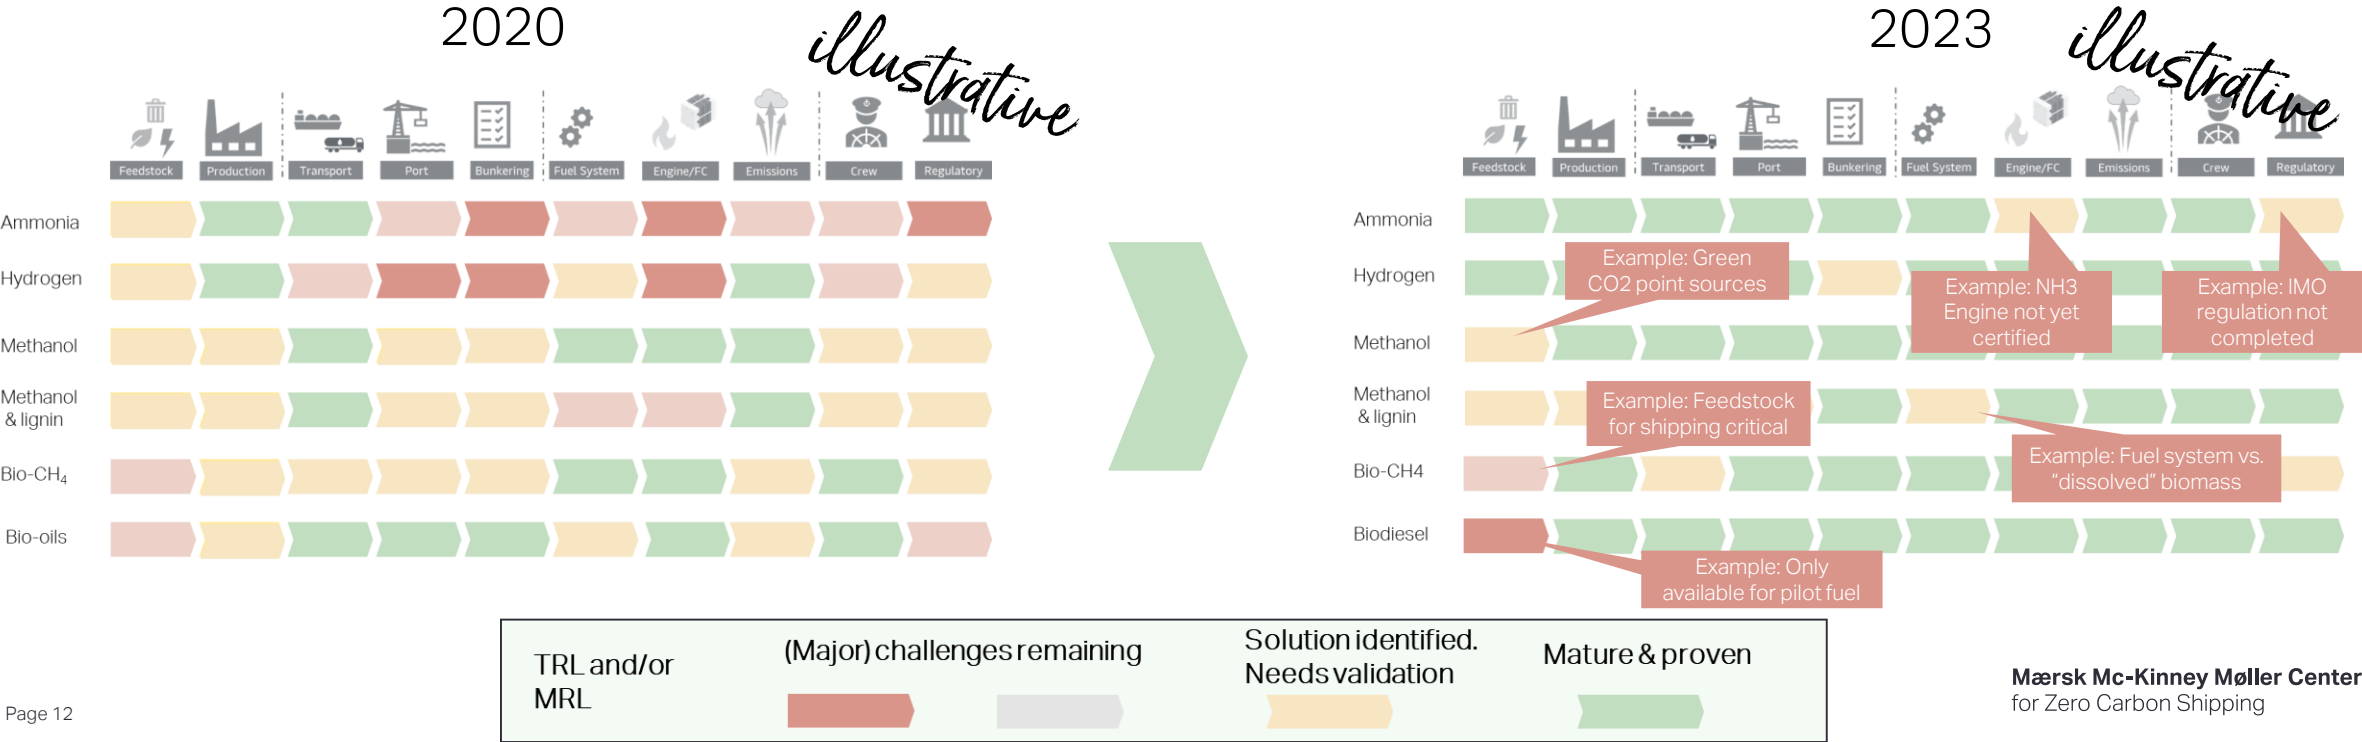 2020
illustrative
2023
illustrative
Feedstock
Production
Transport
Port
Bunkering
Fuel System
Engine/FC
Emissions
Crew
Regulatory
Feedstock
Production
Transport
Port
Bunkering
Fuel System
Engine/FC
Emissions
Crew
Regulatory
Ammonia
Hydrogen
Methanol
Methanol
& lignin
Bio-CH₄
Bio-oils
Ammonia
Hydrogen
Methanol
Methanol
& lignin
Bio-CH4
Biodiesel
Example: Green
CO2 point sources
Example: NH3
Engine not yet
certified
Example: IMO
regulation not
completed
Example: Feedstock
for shipping critical
Example: Fuel system vs.
"dissolved" biomass
Example: Only
available for pilot fuel
TRL and/or
MRL
(Major) challenges remaining
Solution identified.
Needs validation
Mature & proven
Page 12
Mærsk Mc-Kinney Møller Center
for Zero Carbon Shipping